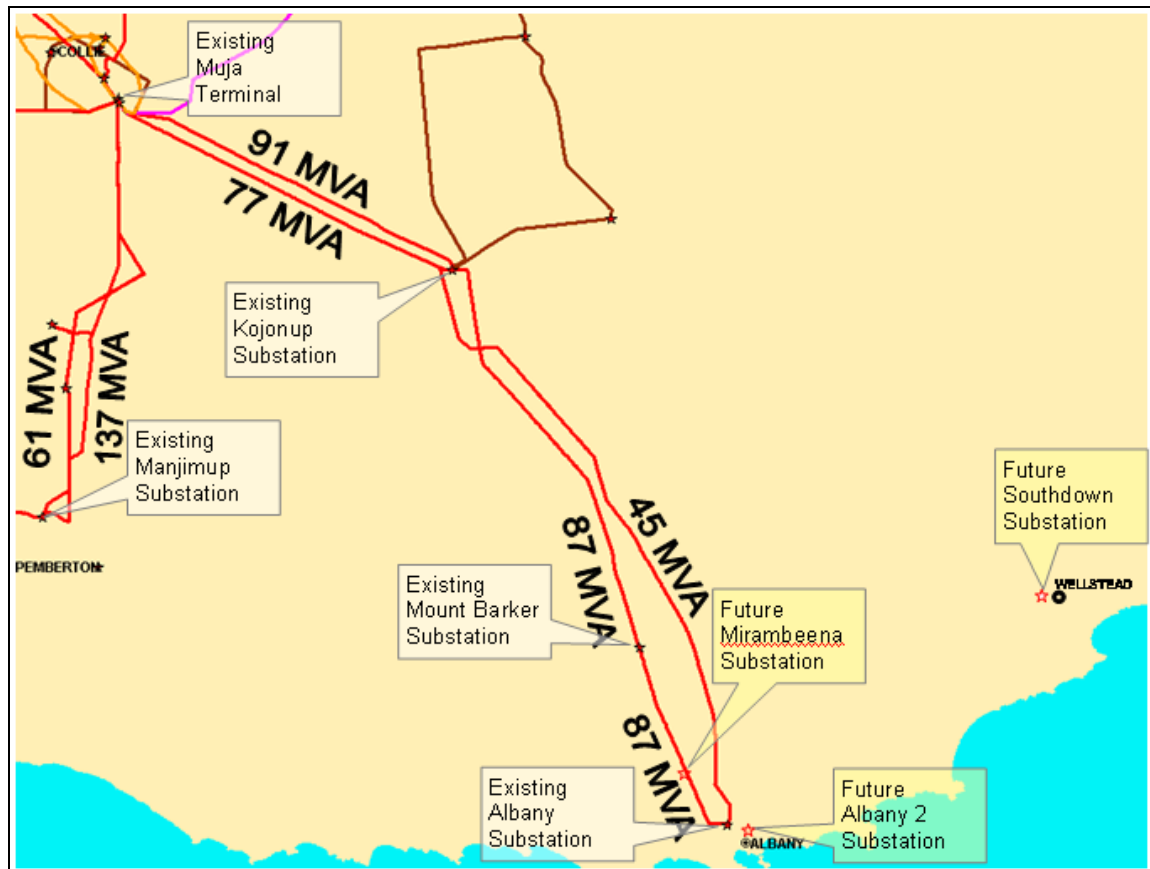 COLLIE
Existing
Muja
Terminal
91 MVA
77 MVA
Existing
Kojonup
Substation
61 MVA
137 MVA
Existing
Manjimup
Substation
PEMBERTON
87 MVA
45 MVA
Future
Southdown
Substation
WELLSTEAD
Existing
Mount Barker
Substation
Future
Mirambeena
Substation
87 MVA
Existing
Albany
Substation
Future
Albany 2
Substation
ALBANY